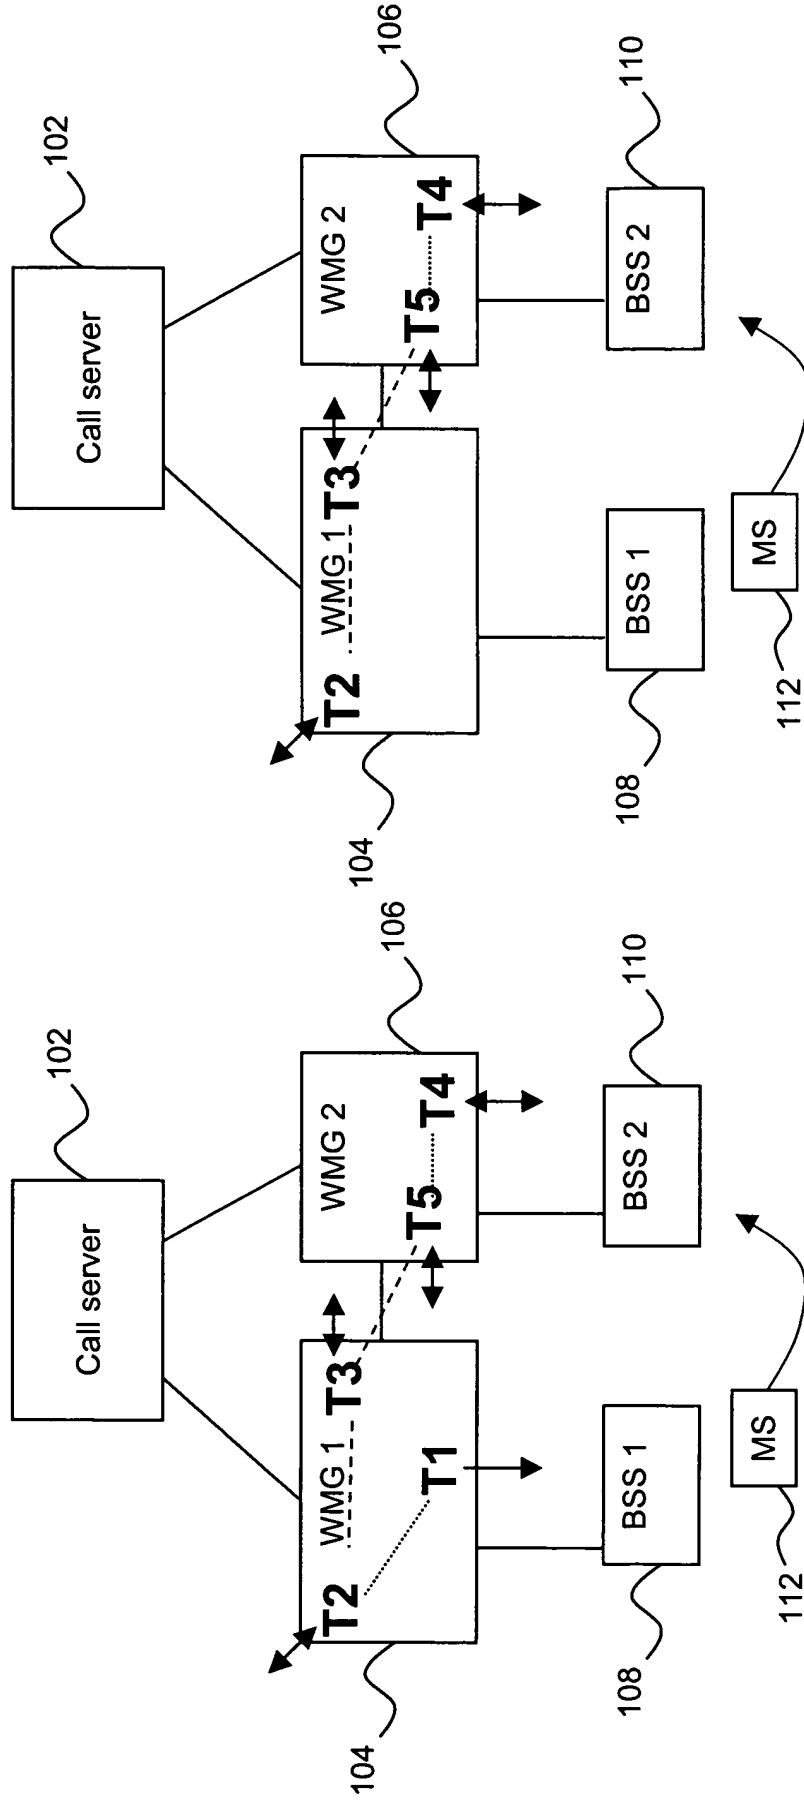 Call server
102
WMG 1
WMG 2
106
T2
T3
T5
T4
T1
104
BSS 1
BSS 2
110
108
MS
112
Call server
102
WMG 1
WMG 2
106
T2
T3
T5
T4
104
BSS 1
BSS 2
110
108
MS
112